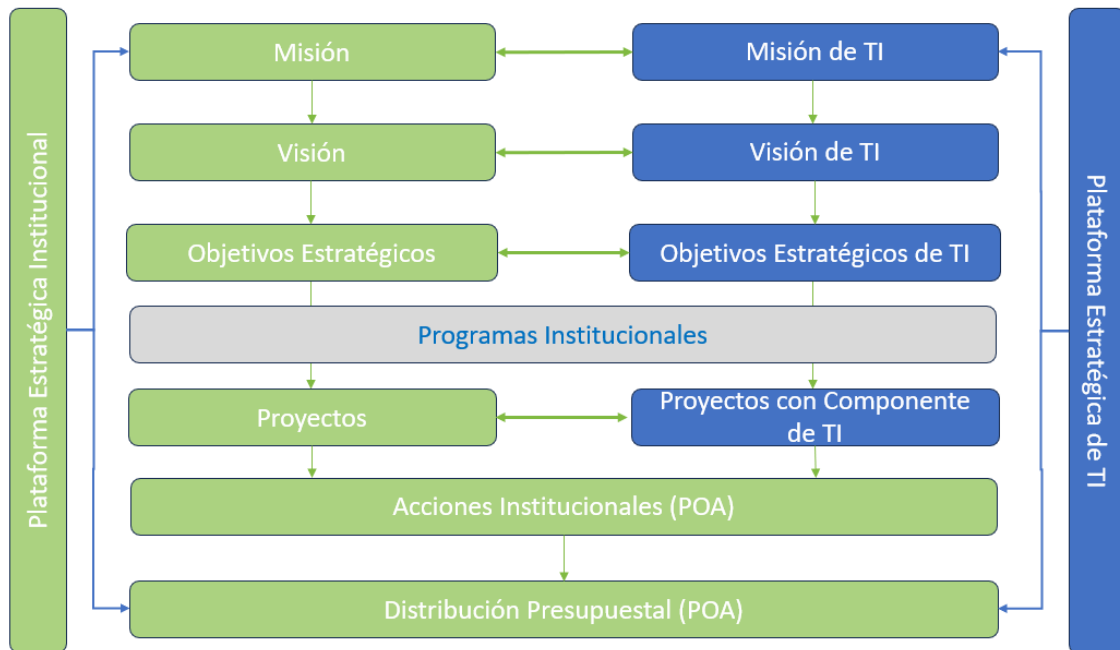 Plataforma Estratégica Institucional
Misión
Misión de TI
Visión
Visión de TI
Objetivos Estratégicos
Objetivos Estratégicos de TI
Programas Institucionales
Proyectos
Proyectos con Componente
de TI
Acciones Institucionales (POA)
Distribución Presupuestal (POA)
Plataforma Estratégica de TI